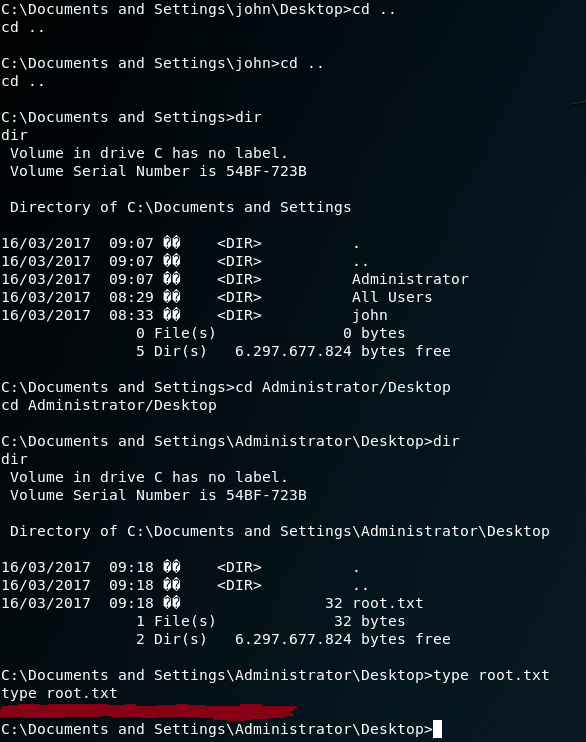 C:\Documents and Settings\john\Desktop>cd ..
cd ..
C:\Documents and Settings\john>cd ..
cd ..
C:\Documents and Settings>dir
dir
 Volume in drive C has no label.
 Volume Serial Number is 54BF-723B
 Directory of C:\Documents and Settings
16/03/2017  09:07 ��    <DIR>          .
16/03/2017  09:07 ��    <DIR>          ..
16/03/2017  09:07 ��    <DIR>          Administrator
16/03/2017  08:29 ��    <DIR>          All Users
16/03/2017  08:33 ��    <DIR>          john
               0 File(s)              0 bytes
               5 Dir(s)   6.297.677.824 bytes free
C:\Documents and Settings>cd Administrator/Desktop
cd Administrator/Desktop
C:\Documents and Settings\Administrator\Desktop>dir
dir
 Volume in drive C has no label.
 Volume Serial Number is 54BF-723B
 Directory of C:\Documents and Settings\Administrator\Desktop
16/03/2017  09:18 ��    <DIR>          .
16/03/2017  09:18 ��    <DIR>          ..
16/03/2017  09:18 ��                32 root.txt
               1 File(s)             32 bytes
               2 Dir(s)   6.297.677.824 bytes free
C:\Documents and Settings\Administrator\Desktop>type root.txt
type root.txt
C:\Documents and Settings\Administrator\Desktop>